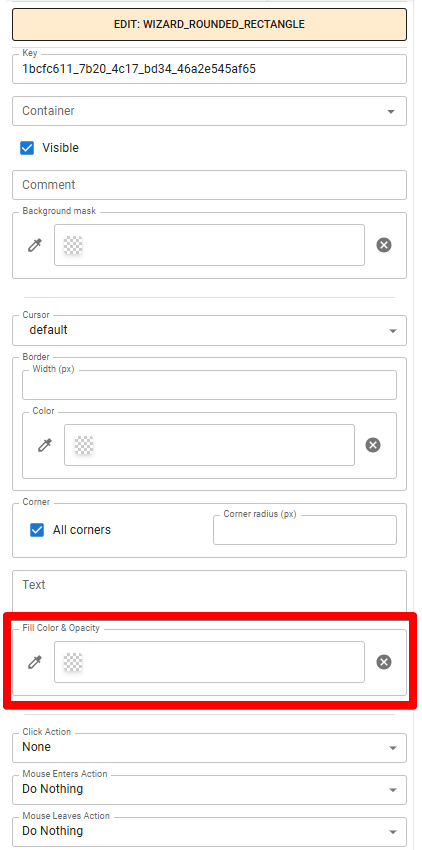 EDIT: WIZARD_ROUNDED_RECTANGLE
Key
1bcfc611_7b20_4c17_bd34_46a2e545af65
Container
Visible
Comment
Background mask
Cursor
default
Border
Width (px)
Color
Corner
All corners
Corner radius (px)
Text
Fill Color & Opacity
Click Action
None
Mouse Enters Action
Do Nothing
Mouse Leaves Action
Do Nothing